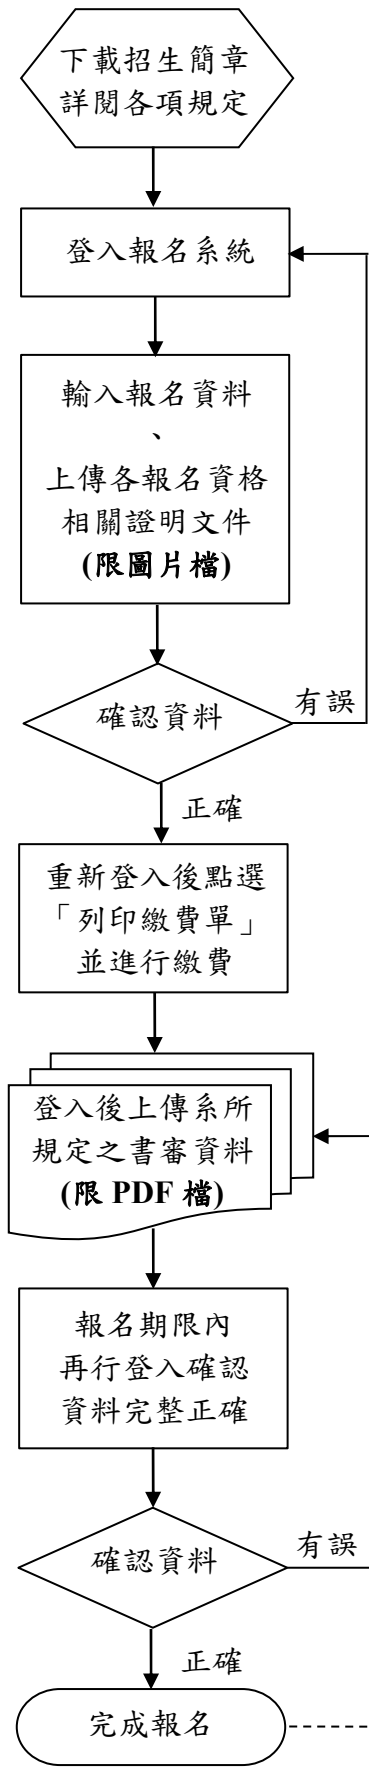 下載招生簡章
詳閱各項規定
登入報名系統
輸入報名資料
、
上傳各報名資格
相關證明文件
(限圖片檔)
確認資料
有誤
正確
重新登入後點選
「列印繳費單」
並進行繳費
登入後上傳系所
規定之書審資料
(限 PDF 檔)
報名期限內
再行登入確認
資料完整正確
確認資料
有誤
正確
完成報名